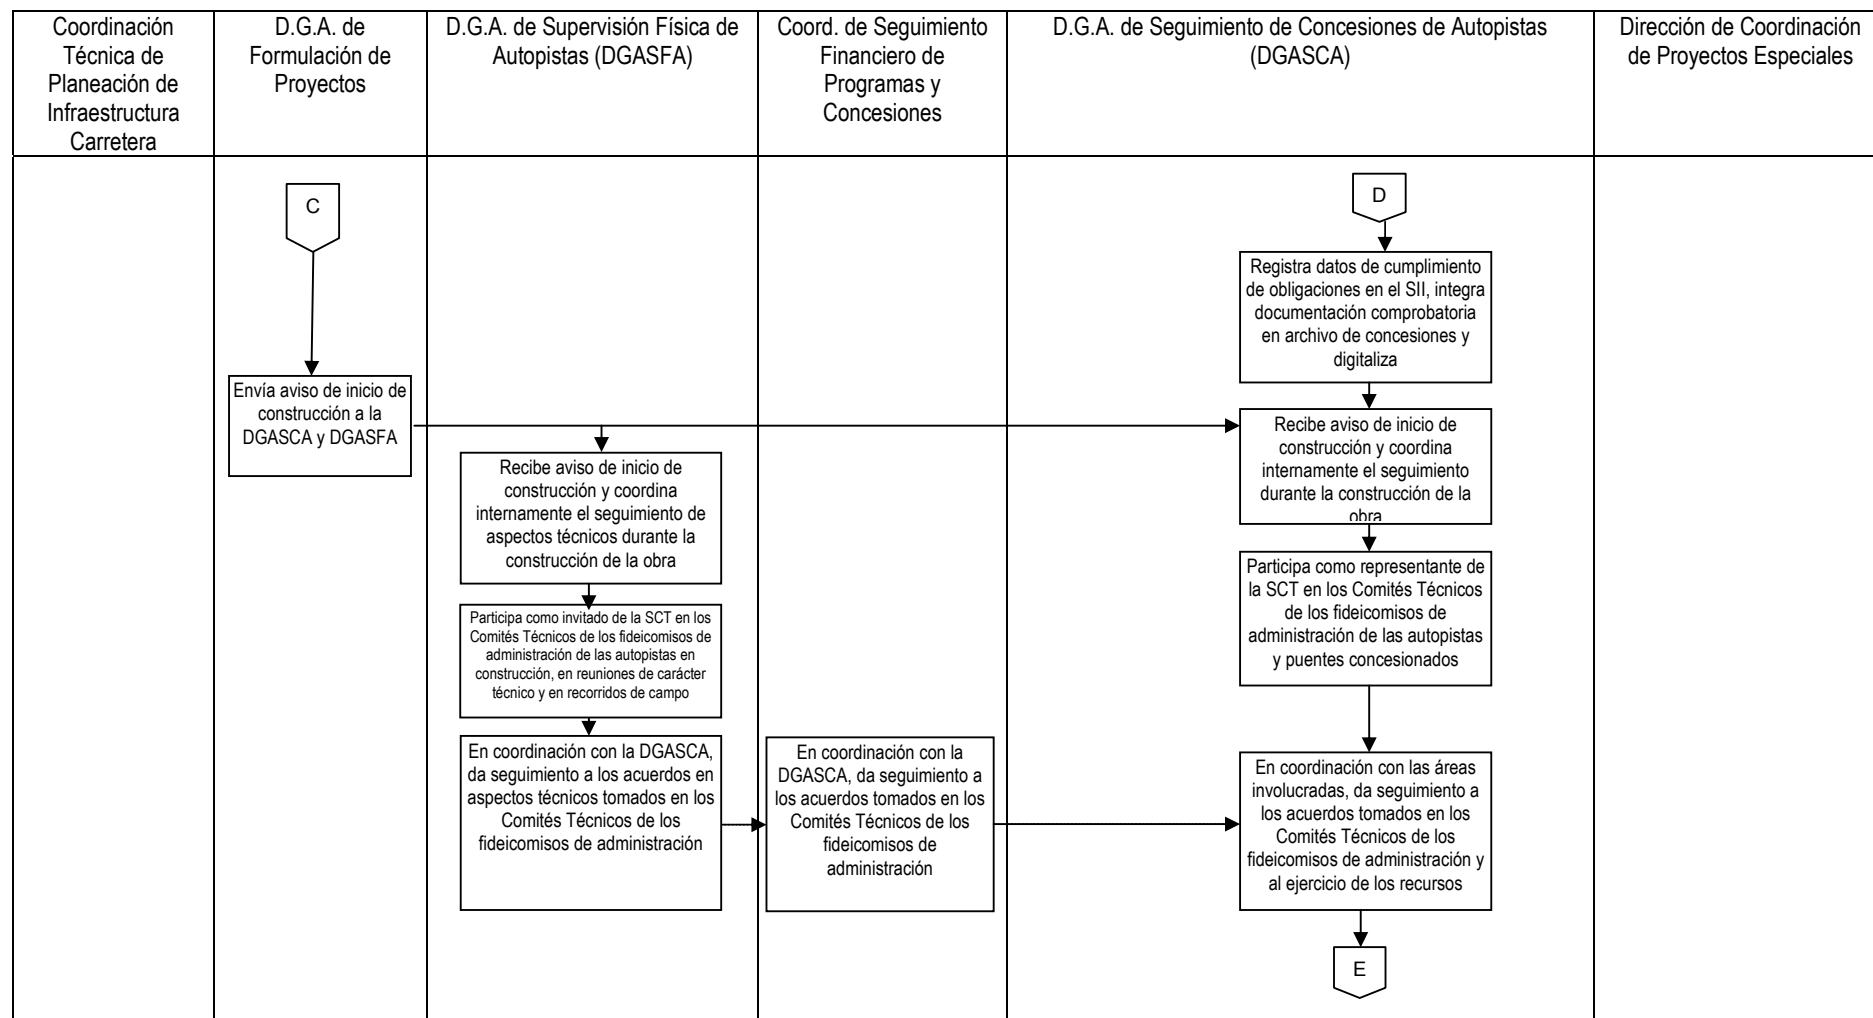 Coordinación
Técnica de
Planeación de
Infraestructura
Carretera
D.G.A. de
Formulación de
Proyectos
D.G.A. de Supervisión Física de
Autopistas (DGASFA)
Coord. de Seguimiento
Financiero de
Programas y
Concesiones
D.G.A. de Seguimiento de Concesiones de Autopistas
(DGASCA)
Dirección de Coordinación
de Proyectos Especiales
C
Envía aviso de inicio de
construcción a la
DGASCA y DGASFA
Recibe aviso de inicio de
construcción y coordina
internamente el seguimiento de
aspectos técnicos durante la
construcción de la obra
Participa como invitado de la SCT en los
Comités Técnicos de los fideicomisos de
administración de las autopistas en
construcción, en reuniones de carácter
técnico y en recorridos de campo
En coordinación con la DGASCA,
da seguimiento a los acuerdos en
aspectos técnicos tomados en los
Comités Técnicos de los
fideicomisos de administración
En coordinación con la
DGASCA, da seguimiento a
los acuerdos tomados en los
Comités Técnicos de los
fideicomisos de
administración
D
Registra datos de cumplimiento
de obligaciones en el SII, integra
documentación comprobatoria
en archivo de concesiones y
digitaliza
Recibe aviso de inicio de
construcción y coordina
internamente el seguimiento
durante la construcción de la
obra
Participa como representante de
la SCT en los Comités Técnicos
de los fideicomisos de
administración de las autopistas
y puentes concesionados
En coordinación con las áreas
involucradas, da seguimiento a
los acuerdos tomados en los
Comités Técnicos de los
fideicomisos de administración y
al ejercicio de los recursos
E